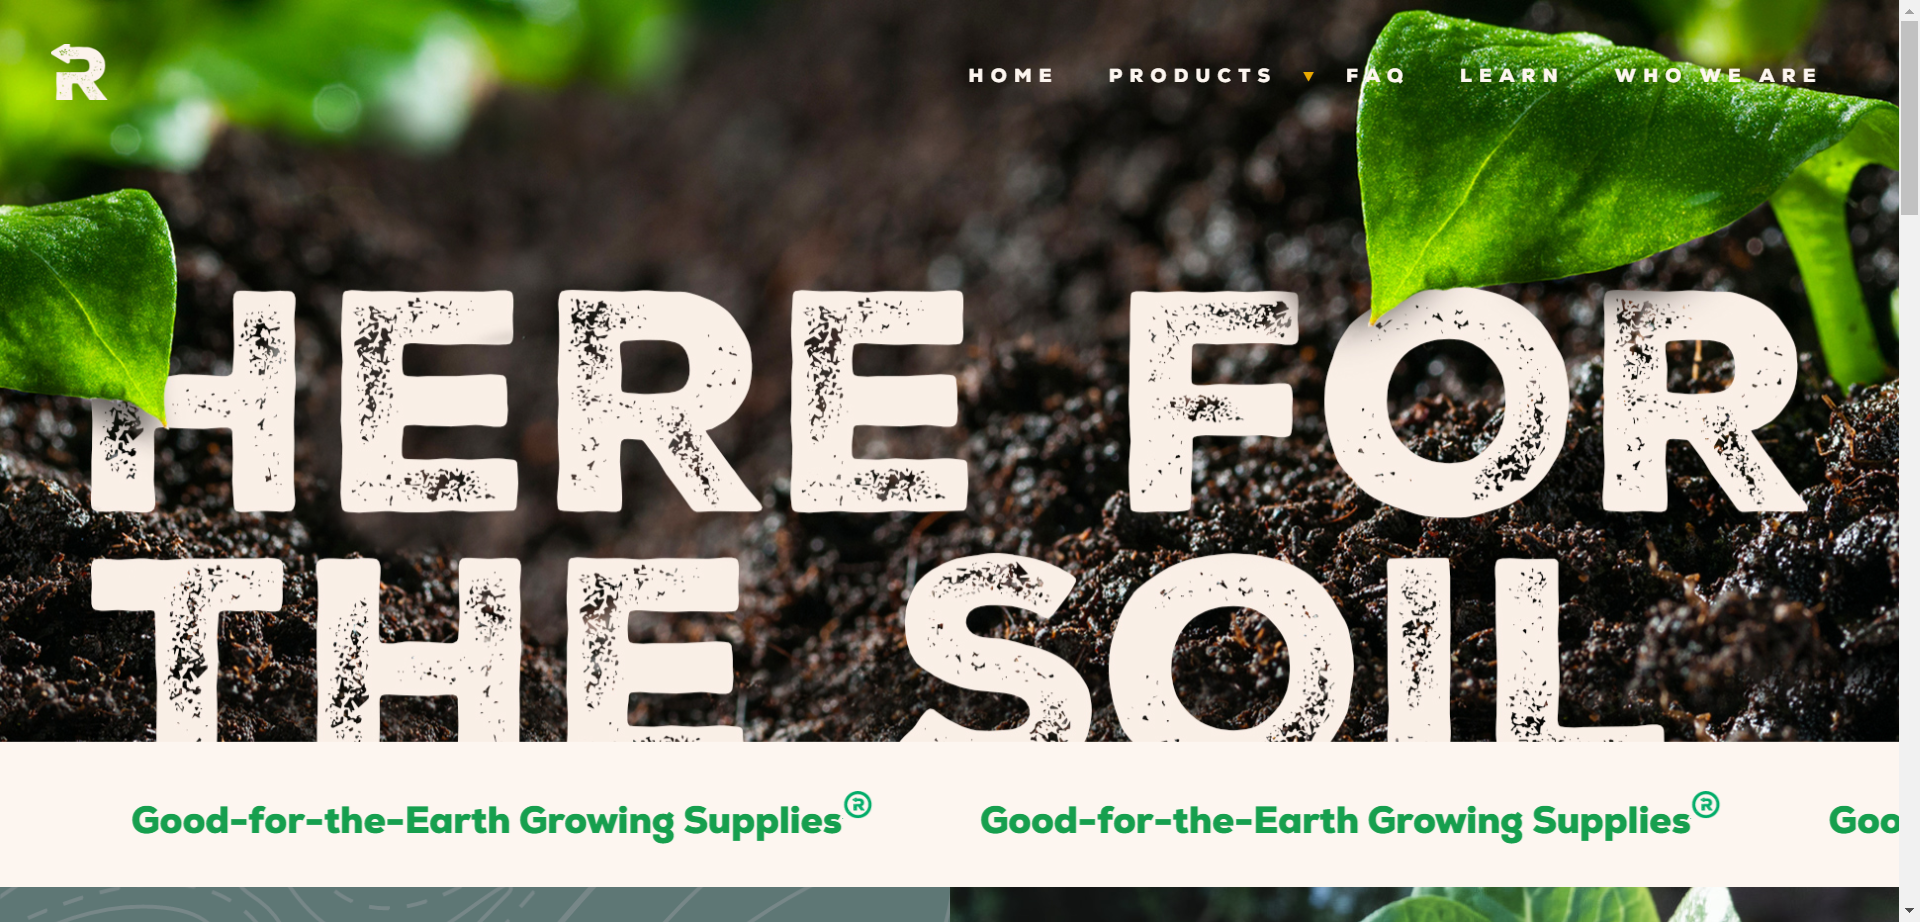 R
HOME PRODUCTS ▼ FAQ LEARN WHO WE ARE
HERE FOR
THE SOIL
Good-for-the-Earth Growing Supplies® Good-for-the-Earth Growing Supplies® Goo